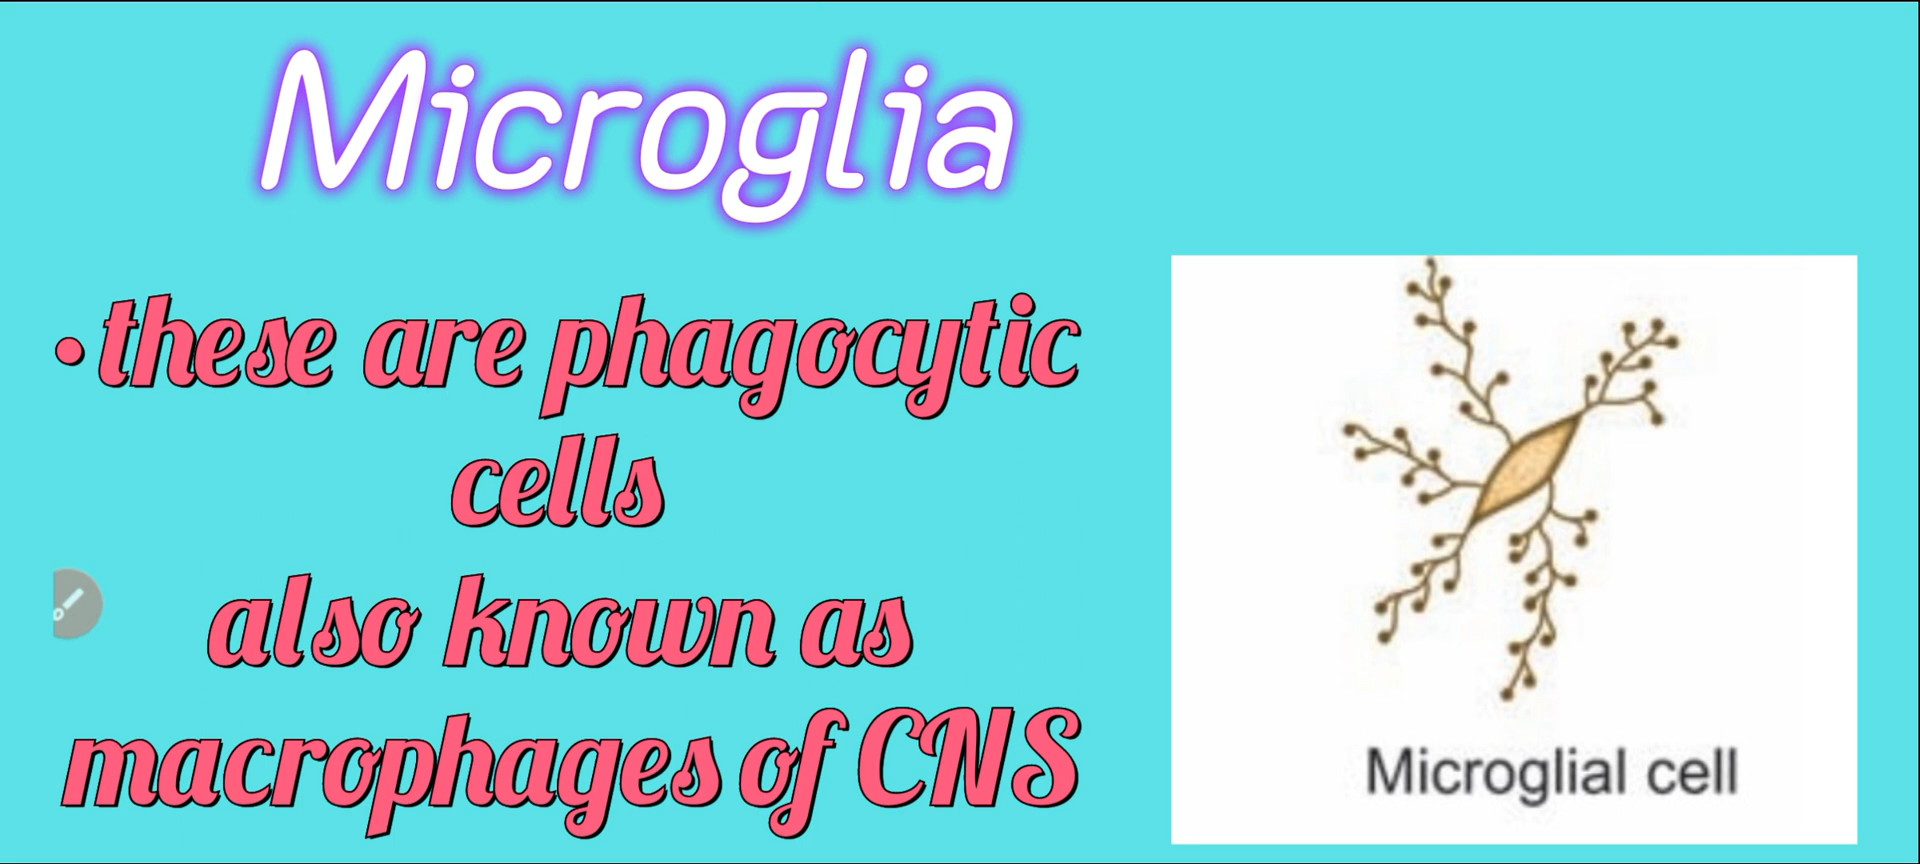 Microglia
•these are phagocytic
cells
also known as
macrophages of CNS
Microglial cell